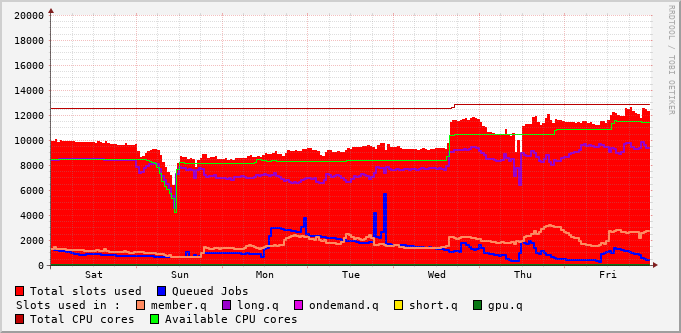 20000
18000
16000
14000
12000
10000
8000
6000
4000
2000
0
Sat Sun Mon Tue Wed Thu Fri
RRDTOOL / TOBI OETIKER
Total slots used Queued Jobs
Slots used in : member.q long.q ondemand.q short.q gpu.q
Total CPU cores Available CPU cores